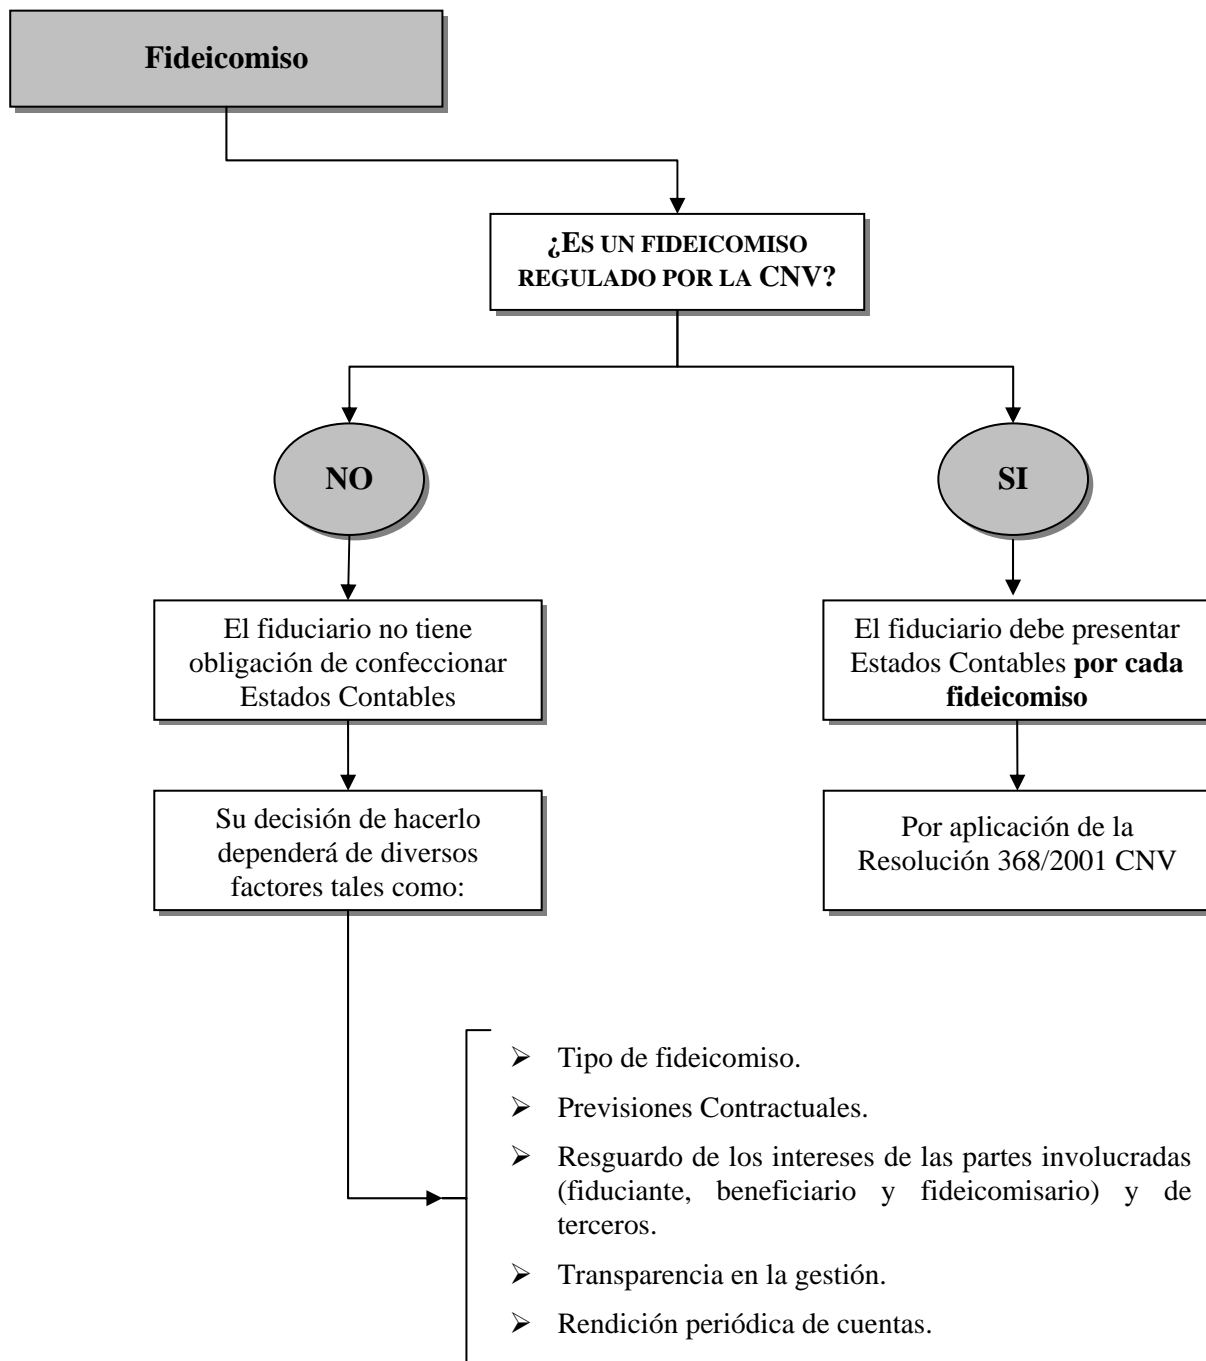 Fideicomiso
¿ES UN FIDEICOMISO
REGULADO POR LA CNV?
NO
SI
El fiduciario no tiene
obligación de confeccionar
Estados Contables
El fiduciario debe presentar
Estados Contables por cada
fideicomiso
Su decisión de hacerlo
dependerá de diversos
factores tales como:
Por aplicación de la
Resolución 368/2001 CNV
➢ Tipo de fideicomiso.
➢ Previsiones Contractuales.
➢ Resguardo de los intereses de las partes involucradas
(fiduciante, beneficiario y fideicomisario) y de
terceros.
➢ Transparencia en la gestión.
➢ Rendición periódica de cuentas.